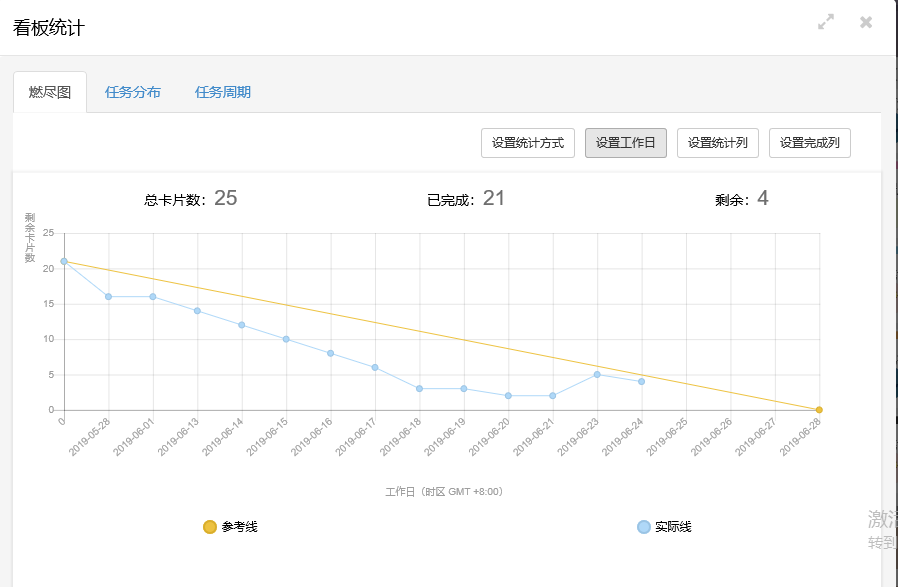 看板统计
燃尽图 任务分布 任务周期
设置统计方式 设置工作日 设置统计列 设置完成列
总卡片数：25 已完成：21 剩余：4
剩余卡片数
25
20
15
10
5
0
0 2019-05-28 2019-06-01 2019-06-13 2019-06-14 2019-06-15 2019-06-16 2019-06-17 2019-06-18 2019-06-19 2019-06-20 2019-06-21 2019-06-23 2019-06-24 2019-06-25 2019-06-26 2019-06-27 2019-06-28
工作日（时区 GMT +8:00）
参考线 实际线
激活
转到